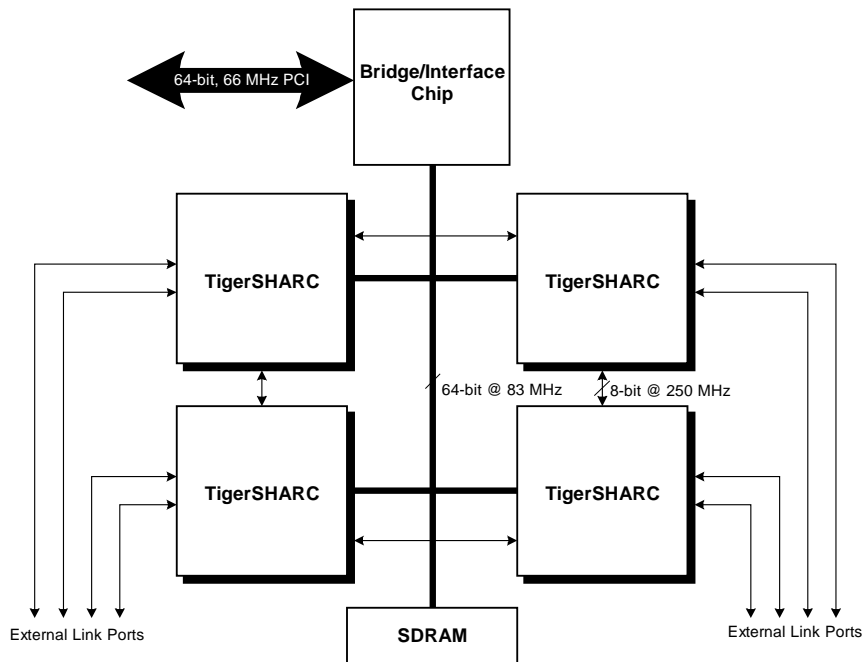 64-bit, 66 MHz PCI
Bridge/Interface
Chip
TigerSHARC
TigerSHARC
64-bit @ 83 MHz
8-bit @ 250 MHz
TigerSHARC
TigerSHARC
External Link Ports
SDRAM
External Link Ports